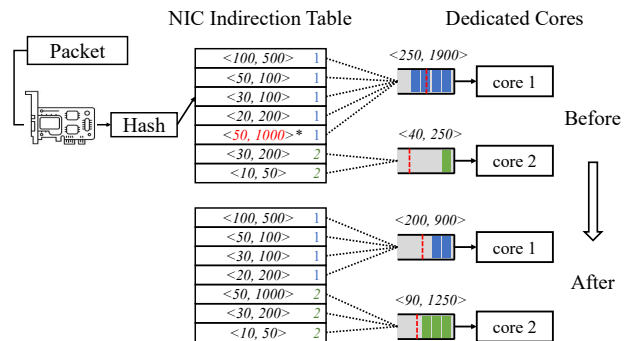 NIC Indirection Table
Dedicated Cores
Packet
Hash
<100, 500> 1
<50, 100> 1
<30, 100> 1
<20, 200> 1
<50, 1000>* 1
<30, 200> 2
<10, 50> 2
<250, 1900>
core 1
<40, 250>
core 2
Before
<100, 500> 1
<50, 100> 1
<30, 100> 1
<20, 200> 1
<50, 1000> 2
<30, 200> 2
<10, 50> 2
<200, 900>
core 1
<90, 1250>
core 2
After